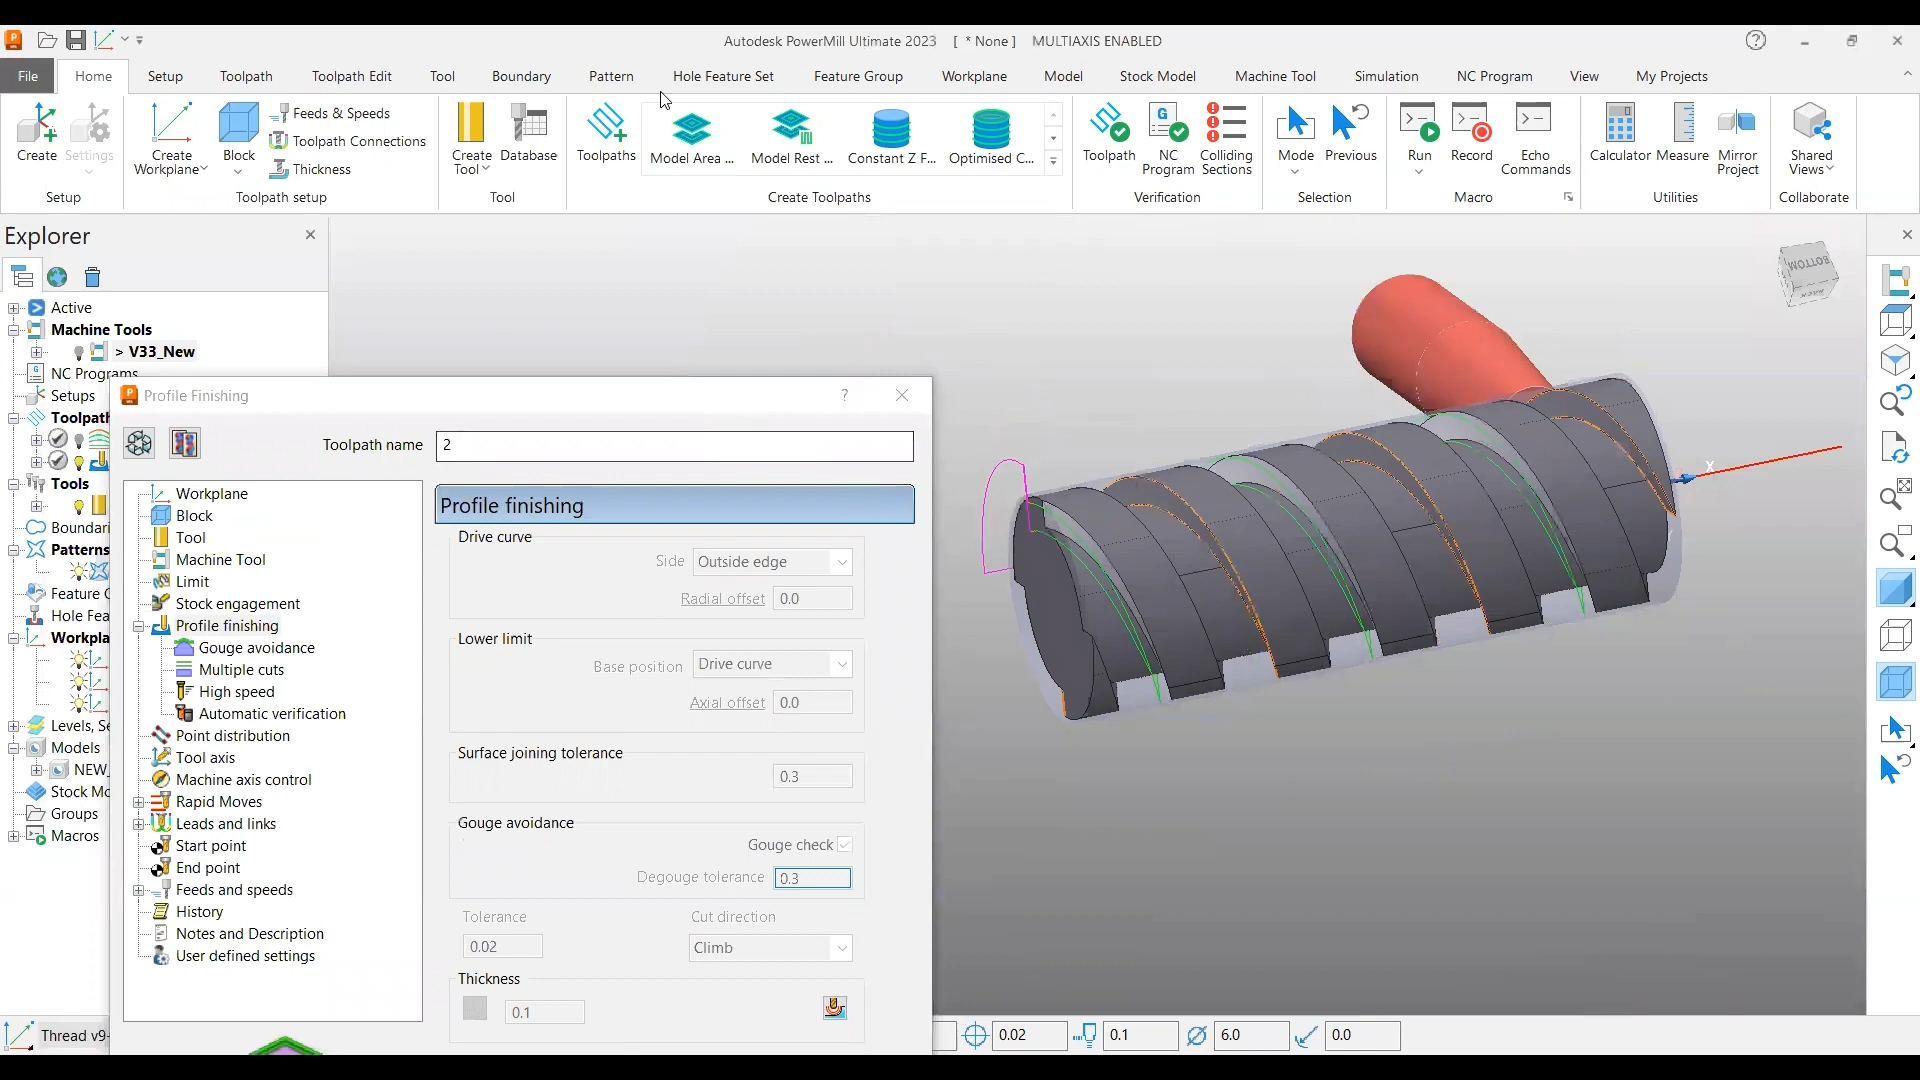 Autodesk PowerMill Ultimate 2023 [ * None ] MULTIAXIS ENABLED
File Home Setup Toolpath Toolpath Edit Tool Boundary Pattern Hole Feature Set Feature Group Workplane Model Stock Model Machine Tool Simulation NC Program View My Projects
Create
Settings
Setup
Create
Workplane
Block
Feeds & Speeds
Toolpath Connections
Thickness
Toolpath setup
Create
Tool
Database
Tool
Toolpaths
Model Area ...
Model Rest ...
Constant Z F...
Optimised C...
Create Toolpaths
Toolpath
NC
Program
Colliding
Sections
Verification
Mode
Previous
Selection
Run
Record
Echo
Commands
Macro
Calculator
Measure
Mirror
Project
Utilities
Shared
Views
Collaborate
Explorer
Active
Machine Tools
> V33_New
NC Programs
Setups
Toolpath
Tools
Boundari
Patterns
Feature G
Hole Fea
Workpla
Levels, Se
Models
NEW_
Stock Mo
Groups
Macros
Profile Finishing
Toolpath name 2
Workplane
Block
Tool
Machine Tool
Limit
Stock engagement
Profile finishing
Gouge avoidance
Multiple cuts
High speed
Automatic verification
Point distribution
Tool axis
Machine axis control
Rapid Moves
Leads and links
Start point
End point
Feeds and speeds
History
Notes and Description
User defined settings
Profile finishing
Drive curve
Side Outside edge
Radial offset 0.0
Lower limit
Base position Drive curve
Axial offset 0.0
Surface joining tolerance
0.3
Gouge avoidance
Gouge check
Degouge tolerance 0.3
Tolerance Cut direction
0.02 Climb
Thickness
0.1
BOTTOM
BACK
X
Thread v9-
0.02 0.1 6.0 0.0